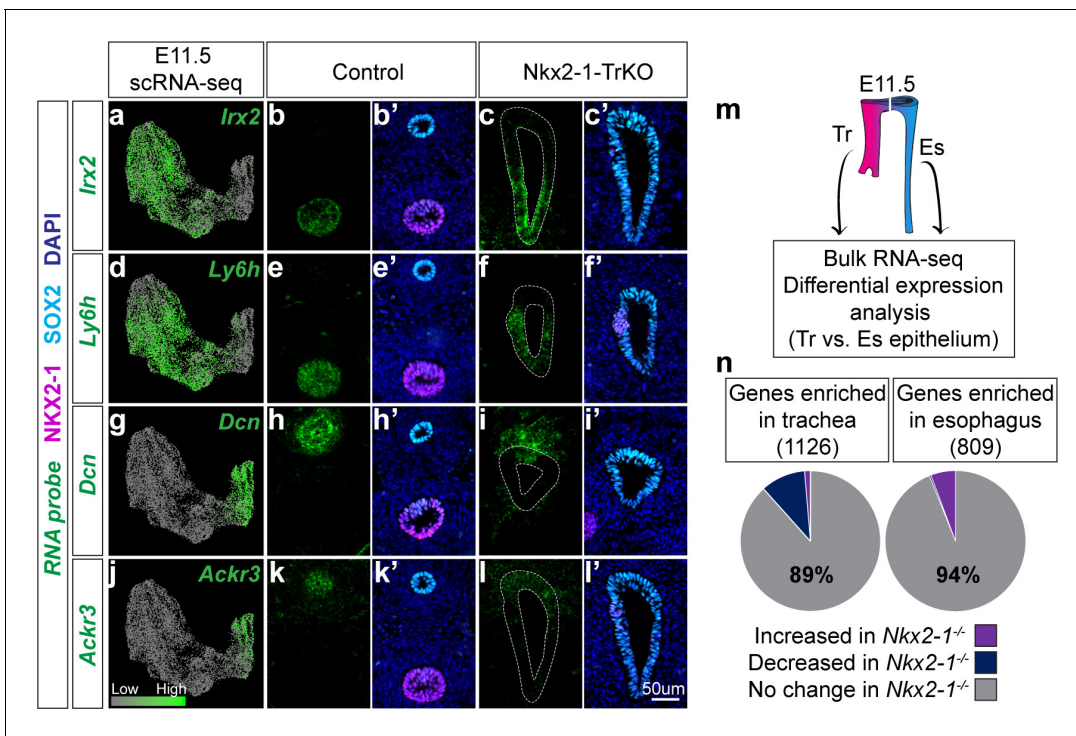 E11.5
scRNA-seq
Control
Nkx2-1-TrKO
RNA probe NKX2-1 SOX2 DAPI
Irx2
a
Irx2
b
b’
c
c’
Ly6h
d
Ly6h
e
e’
f
f’
Dcn
g
Dcn
h
h’
i
i’
Ackr3
j
Ackr3
k
k’
l
l’
Low High
50um
m
E11.5
Tr
Es
Bulk RNA-seq
Differential expression
analysis
(Tr vs. Es epithelium)
n
Genes enriched
in trachea
(1126)
Genes enriched
in esophagus
(809)
89%
94%
Increased in Nkx2-1-/-
Decreased in Nkx2-1-/-
No change in Nkx2-1-/-